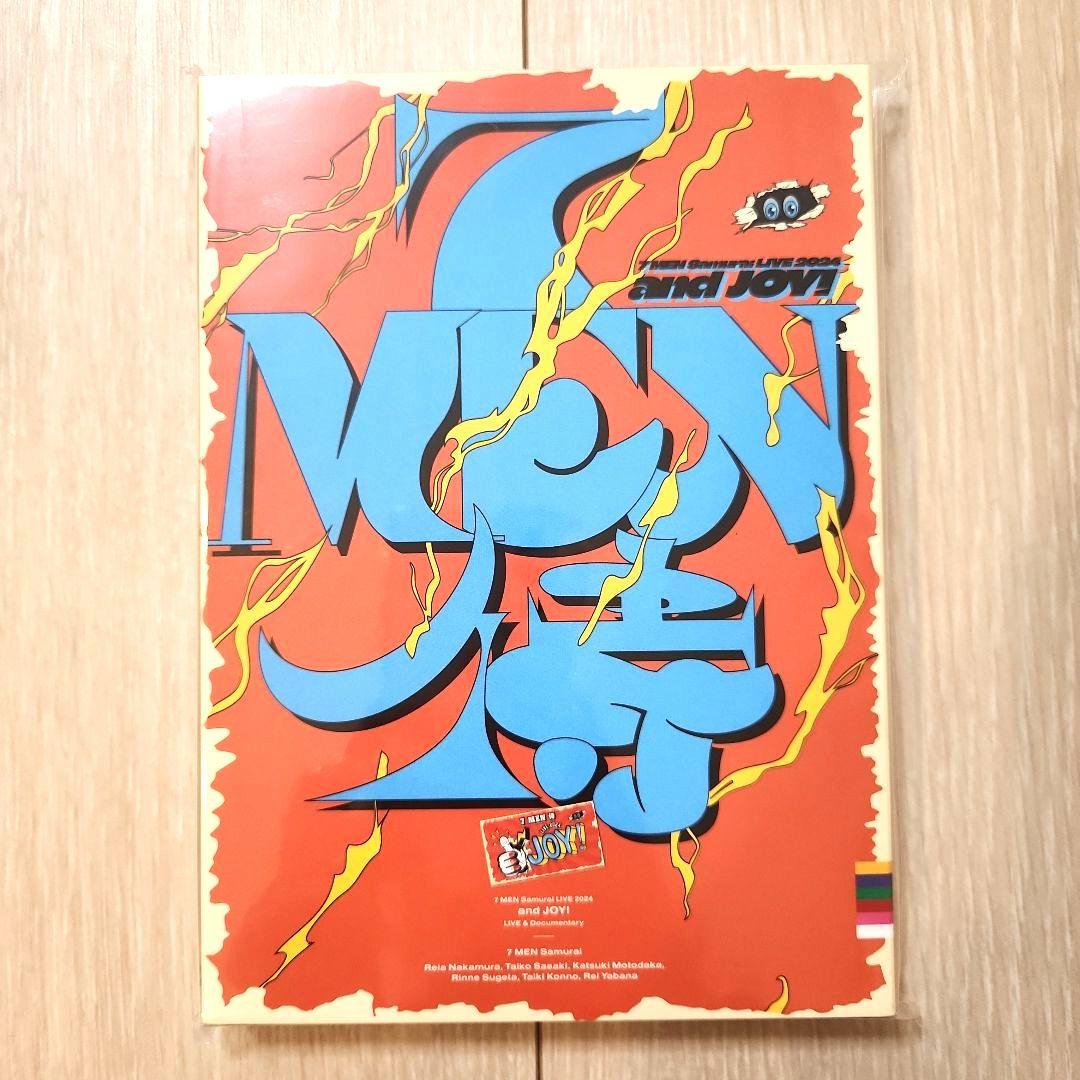 7
7 MEN Samurai LIVE 2024
and JOY!
MEN
侍
7 MEN 侍
and JOY!
7 MEN Samurai LIVE 2024
and JOY!
LIVE & Documentary
7 MEN Samurai
Reia Nakamura, Taiko Sasaki, Katsuki Motodaka,
Rinne Sugeta, Taiki Konno, Rei Yabana